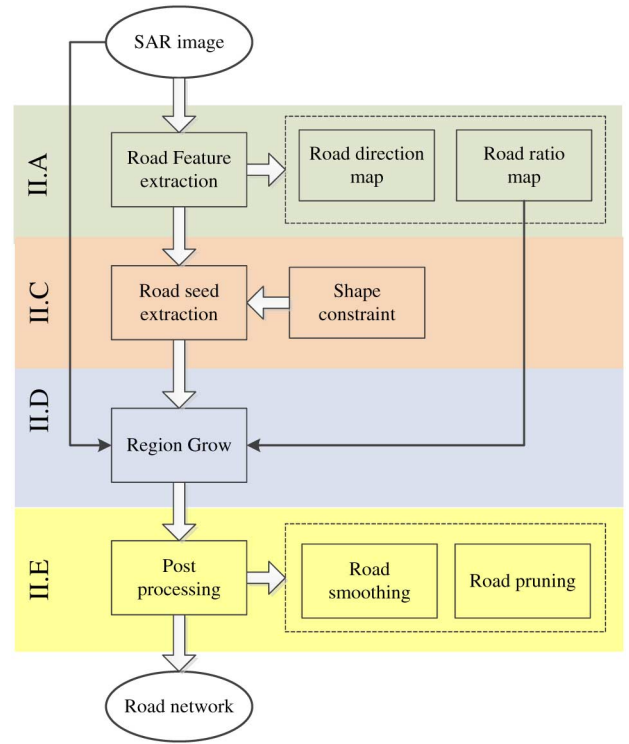 SAR image
II.A
Road Feature
extraction
Road direction
map
Road ratio
map
II.C
Road seed
extraction
Shape
constraint
II.D
Region Grow
II.E
Post
processing
Road
smoothing
Road pruning
Road network